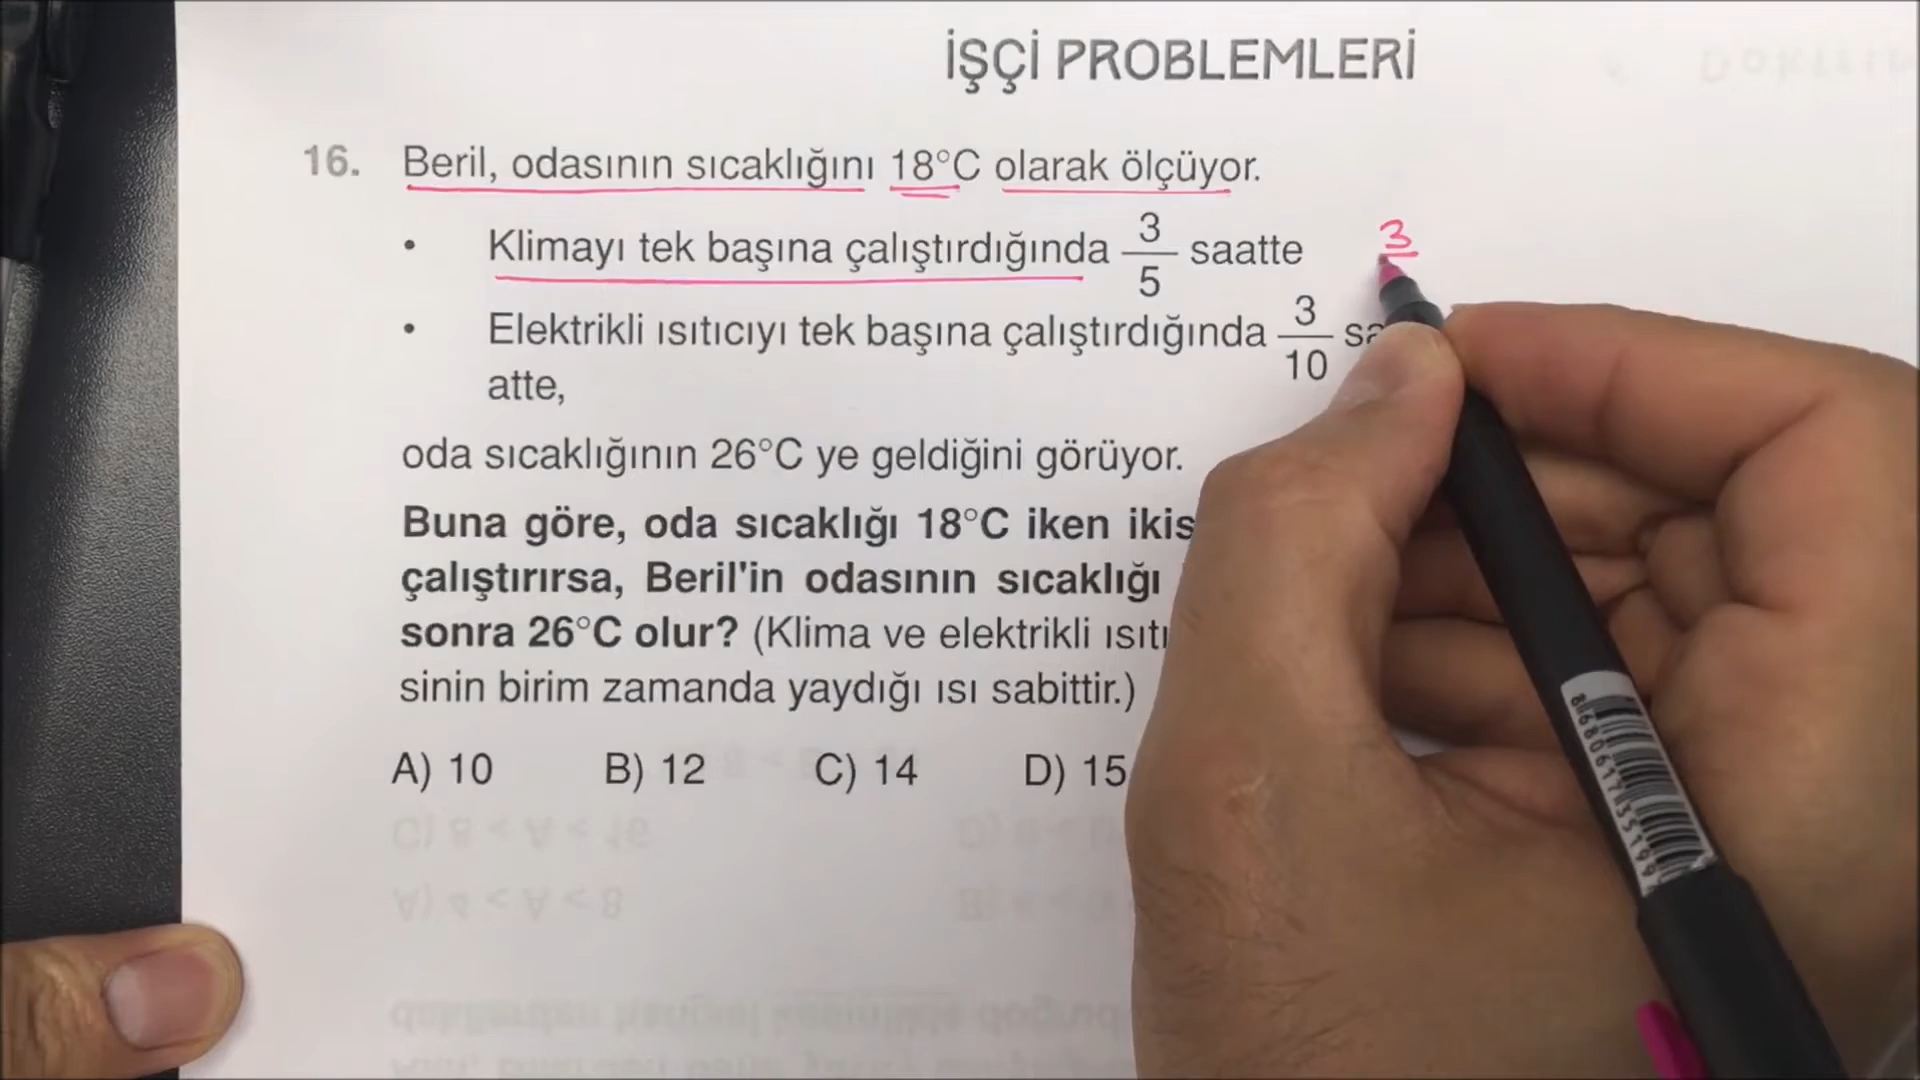 İŞÇİ PROBLEMLERİ
16. Beril, odasının sıcaklığını 18°C olarak ölçüyor.
• Klimayı tek başına çalıştırdığında 3/5 saatte
3
• Elektrikli ısıtıcıyı tek başına çalıştırdığında 3/10 sa
atte,
oda sıcaklığının 26°C ye geldiğini görüyor.
Buna göre, oda sıcaklığı 18°C iken ikis
çalıştırırsa, Beril'in odasının sıcaklığı
sonra 26°C olur? (Klima ve elektrikli ısıtı
sinin birim zamanda yaydığı ısı sabittir.)
A) 10 B) 12 C) 14 D) 15